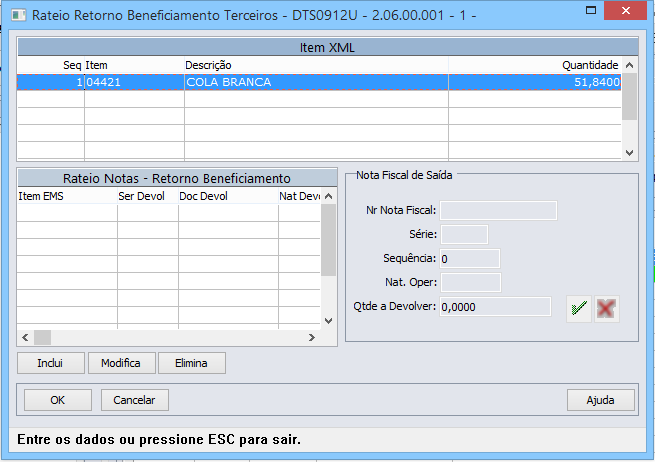 Rateio Retorno Beneficiamento Terceiros - DTS0912U - 2.06.00.001 - 1 -
Item XML
Seq Item Descrição Quantidade
1 04421 COLA BRANCA 51,8400
Rateio Notas - Retorno Beneficiamento
Item EMS Ser Devol Doc Devol Nat Devo
Nota Fiscal de Saída
Nr Nota Fiscal:
Série:
Sequência: 0
Nat. Oper:
Qtde a Devolver: 0,0000
Inclui Modifica Elimina
OK Cancelar Ajuda
Entre os dados ou pressione ESC para sair.